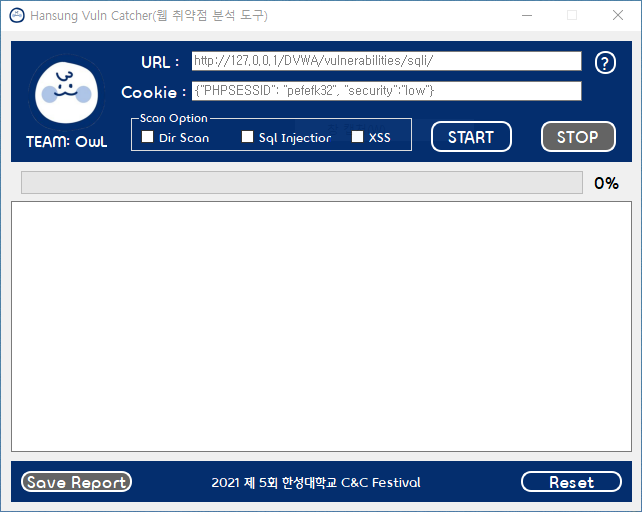 Hansung Vuln Catcher(웹 취약점 분석 도구)
URL :
http://127.0.0.1/DVWA/vulnerabilities/sqli/
?
Cookie :
{"PHPSESSID": "pefefk32", "security":"low"}
TEAM: OwL
Scan Option
Dir Scan
Sql Injection
XSS
START
STOP
0%
Save Report
2021 제 5회 한성대학교 C&C Festival
Reset